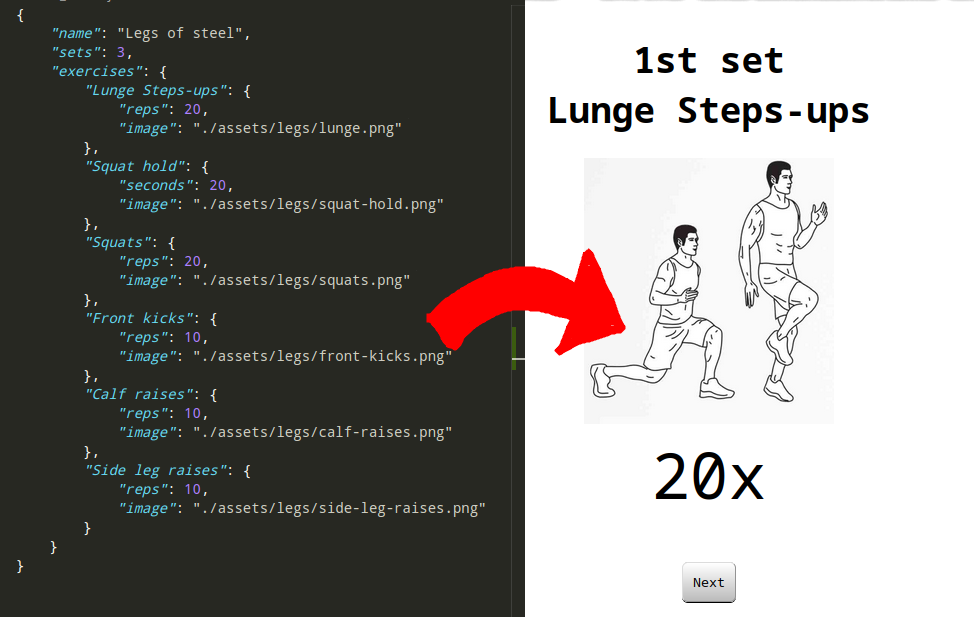 {
    "name": "Legs of steel",
    "sets": 3,
    "exercises": {
        "Lunge Steps-ups": {
            "reps": 20,
            "image": "./assets/legs/lunge.png"
        },
        "Squat hold": {
            "seconds": 20,
            "image": "./assets/legs/squat-hold.png"
        },
        "Squats": {
            "reps": 20,
            "image": "./assets/legs/squats.png"
        },
        "Front kicks": {
            "reps": 10,
            "image": "./assets/legs/front-kicks.png"
        },
        "Calf raises": {
            "reps": 10,
            "image": "./assets/legs/calf-raises.png"
        },
        "Side leg raises": {
            "reps": 10,
            "image": "./assets/legs/side-leg-raises.png"
        }
    }
}
1st set
Lunge Steps-ups
20x
Next